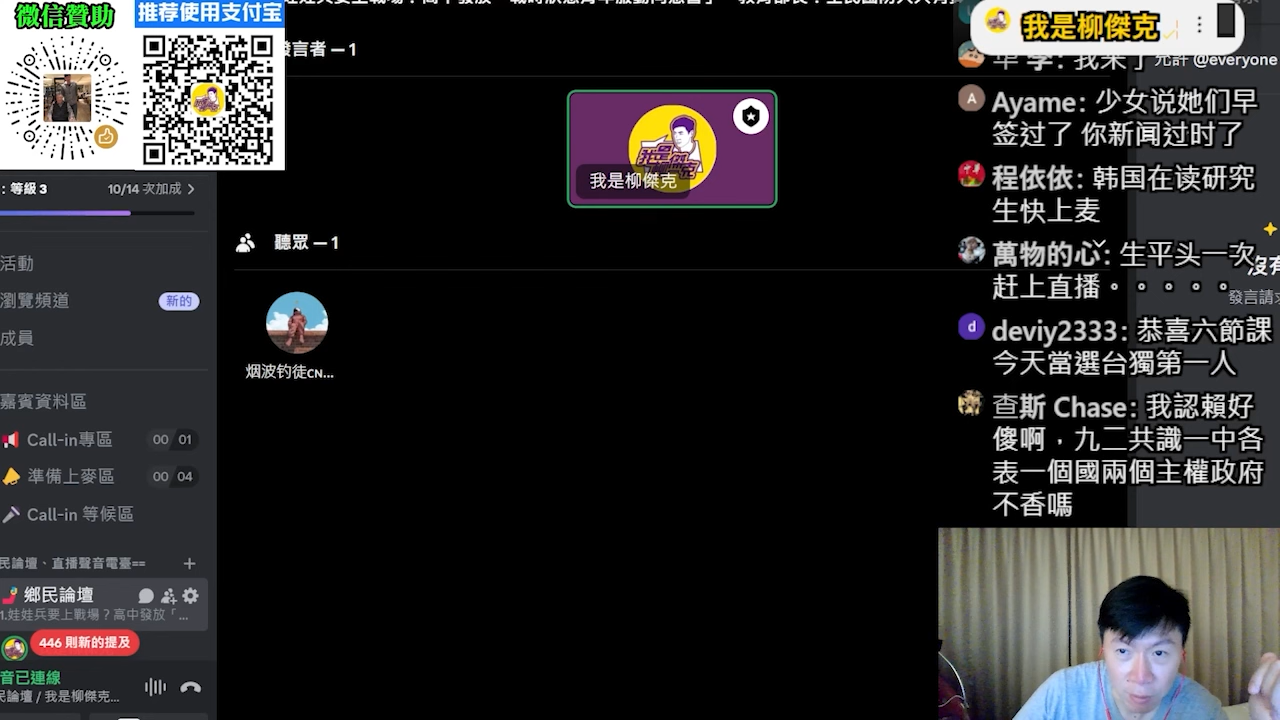 微信贊助
推荐使用支付宝
發言者 — 1
我是柳傑克
聽眾 — 1
烟波钓徒CN...
: 等級 3
10/14 次加成
活動
瀏覽頻道
新的
成員
嘉賓資料區
Call-in專區
00 01
準備上麥區
00 04
Call-in 等候區
民論壇、直播聲音電臺==
鄉民論壇
1.娃娃兵要上戰場？高中發放「 ...
446 則新的提及
音已連線
民論壇 / 我是柳傑克...
我是柳傑克
允許 @everyone
Ayame: 少女说她们早
签过了 你新闻过时了
程依依: 韩国在读研究
生快上麦
萬物的心: 生平头一次
赶上直播。。。。。
deviy2333: 恭喜六節課
今天當選台獨第一人
查斯 Chase: 我認賴好
傻啊，九二共識一中各
表一個國兩個主權政府
不香嗎
沒有
發言請求